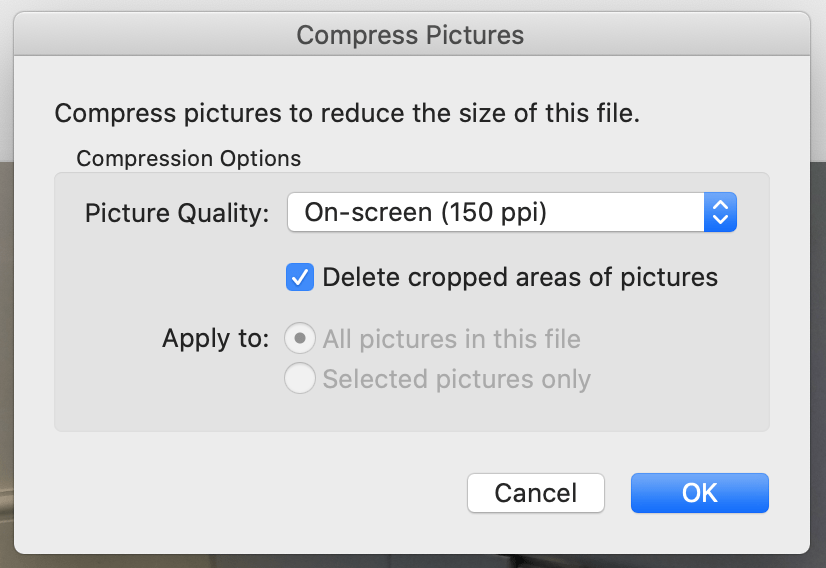 Compress Pictures
Compress pictures to reduce the size of this file.
Compression Options
Picture Quality: On-screen (150 ppi)
Delete cropped areas of pictures
Apply to: All pictures in this file
Selected pictures only
Cancel OK